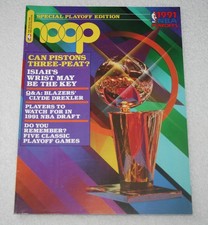 SPECIAL PLAYOFF EDITION
hoop
1991
CAN PISTONS
THREE-PEAT?
ISIAH'S
WRIST MAY
BE THE KEY
Q&A: BLAZERS'
CLYDE DREXLER
PLAYERS TO
WATCH FOR IN
1991 NBA DRAFT
DO YOU
REMEMBER?
FIVE CLASSIC
PLAYOFF GAMES